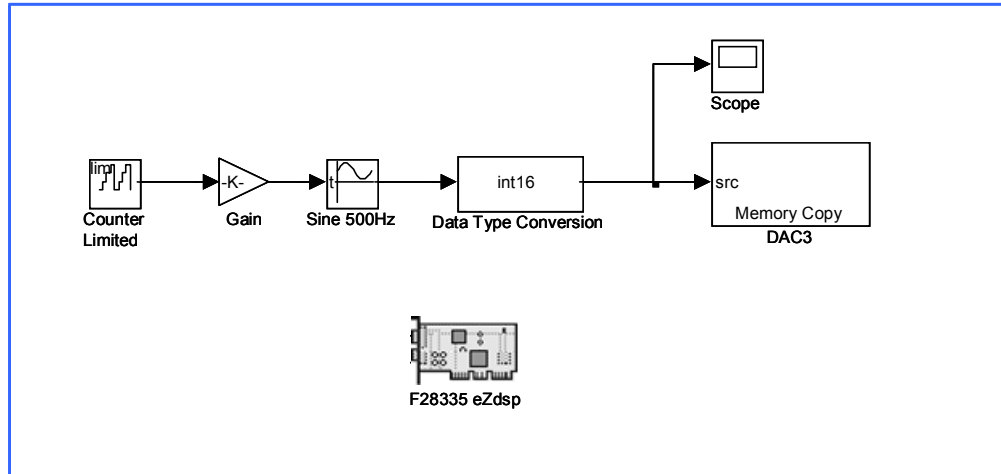 Scope
lim
-K-
t
int16
src
Memory Copy
Counter
Limited
Gain
Sine 500Hz
Data Type Conversion
DAC3
F28335 eZdsp